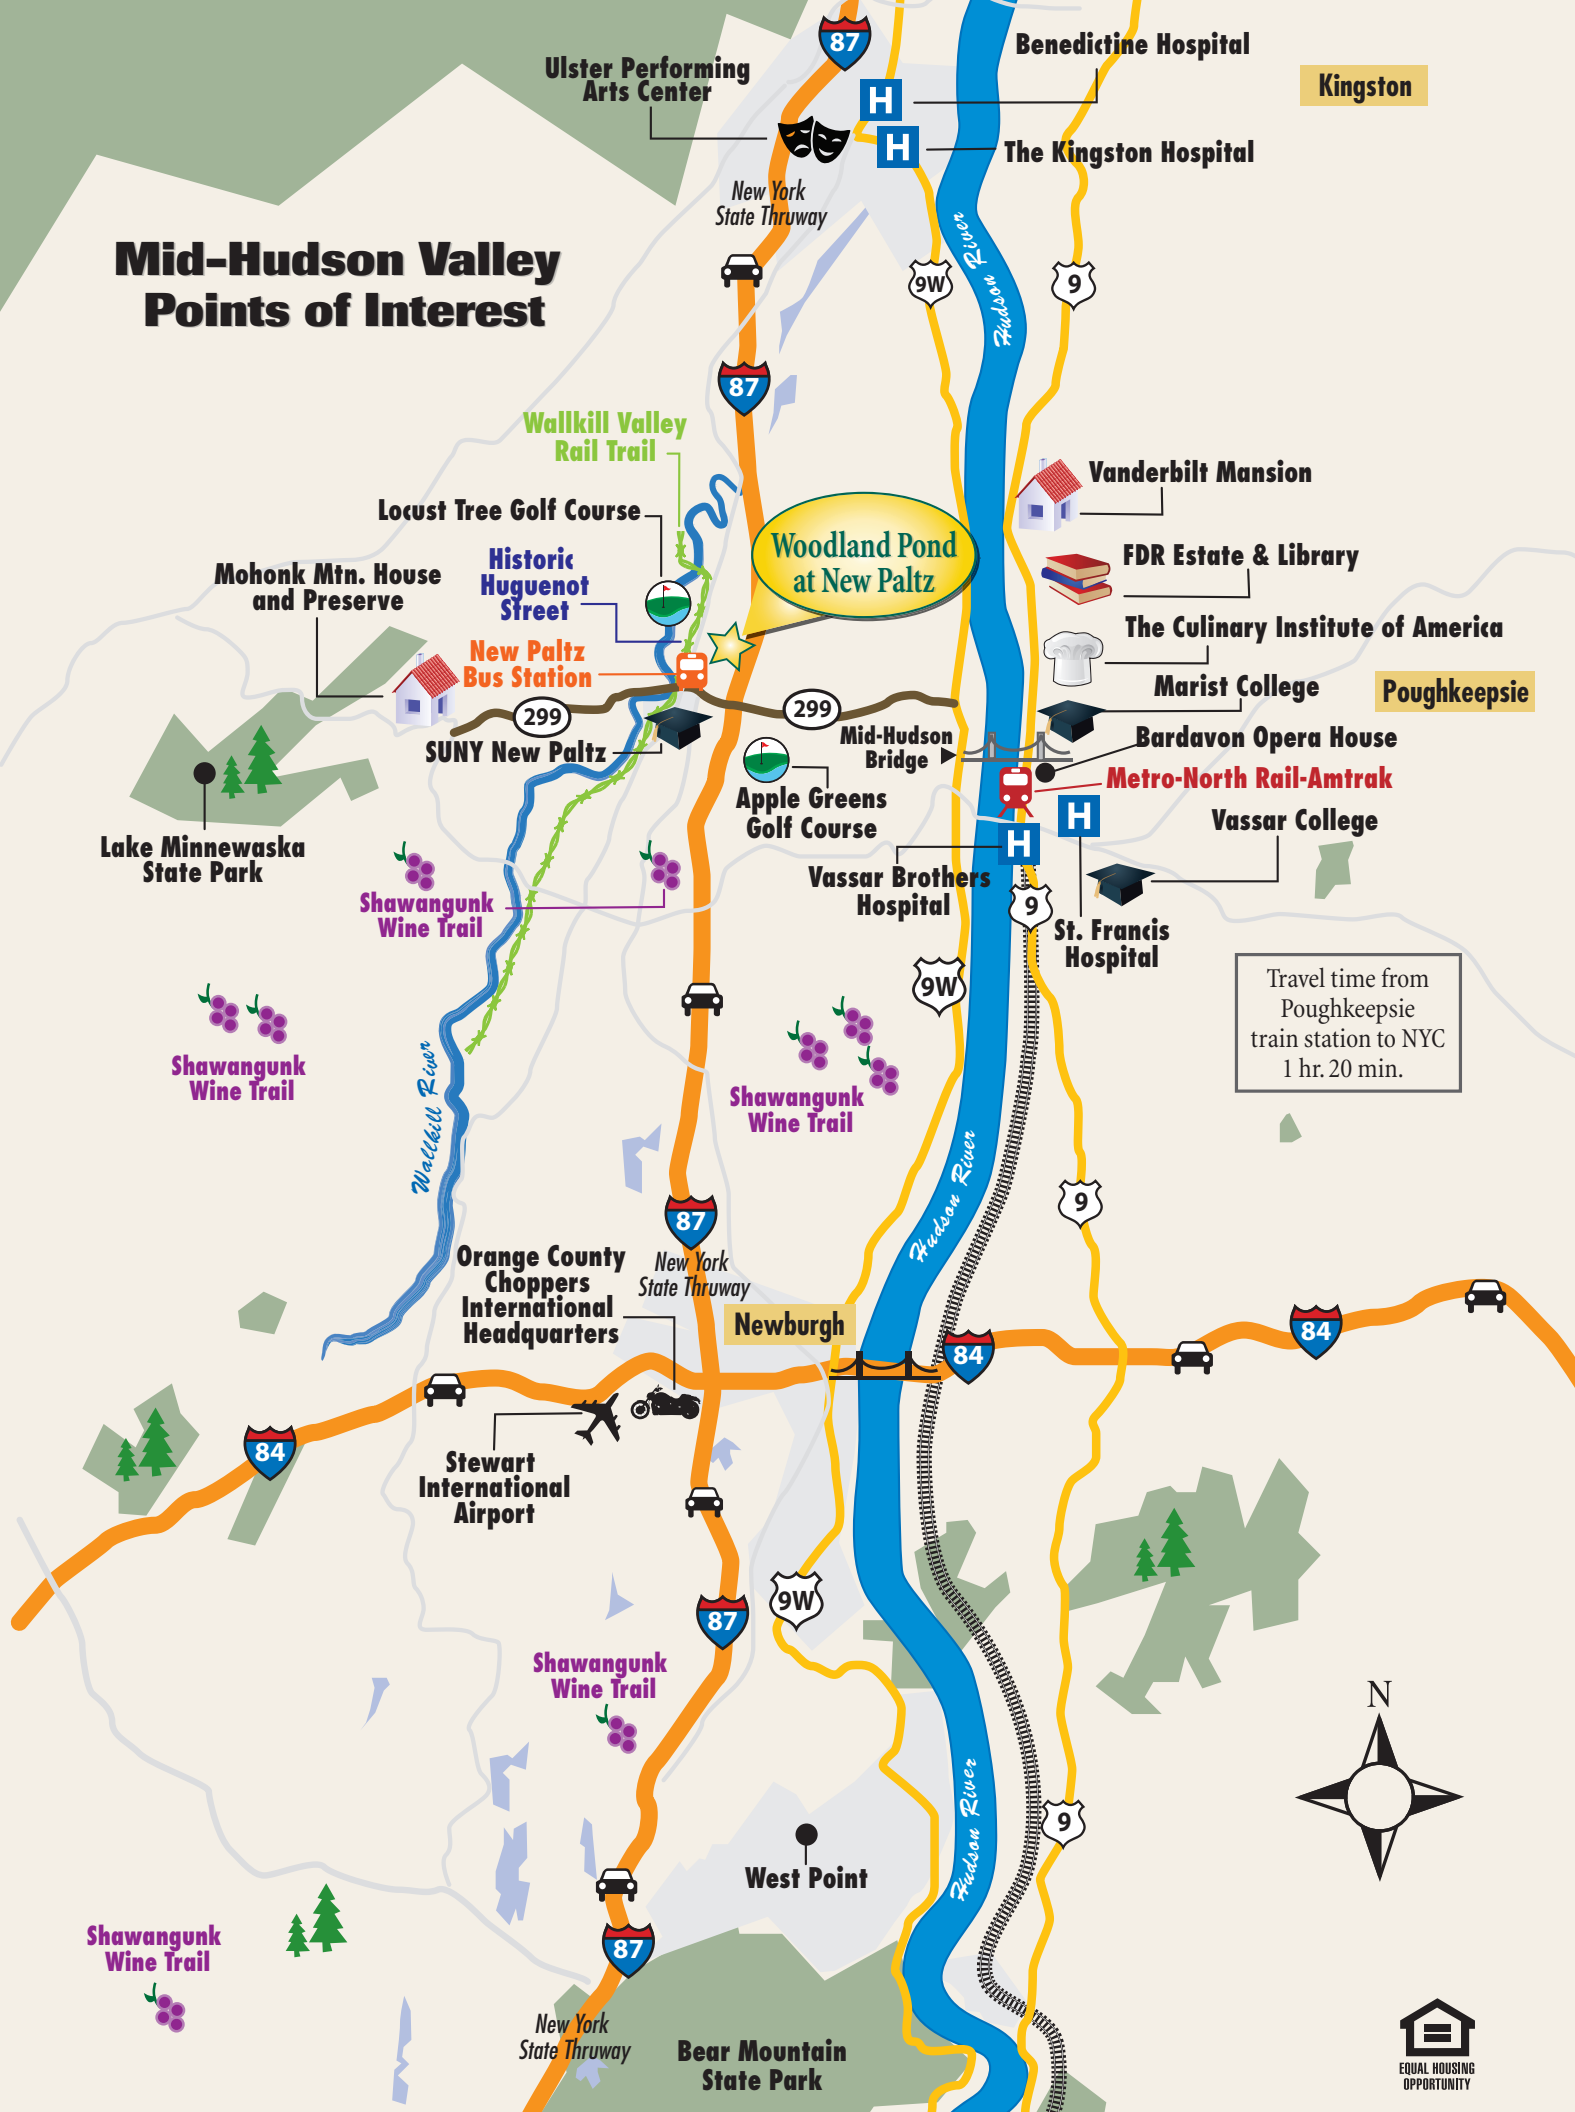 87
Benedictine Hospital
Ulster Performing
Arts Center
Kingston
H
H
The Kingston Hospital
New York
State Thruway
Mid-Hudson Valley
Points of Interest
Hudson River
9W
9
87
Wallkill Valley
Rail Trail
Locust Tree Golf Course
Vanderbilt Mansion
Woodland Pond
at New Paltz
Historic
Huguenot
Street
FDR Estate & Library
Mohonk Mtn. House
and Preserve
The Culinary Institute of America
New Paltz
Bus Station
Marist College
Poughkeepsie
299
299
SUNY New Paltz
Mid-Hudson
Bridge
Bardavon Opera House
Metro-North Rail-Amtrak
Apple Greens
Golf Course
H
Vassar College
H
Lake Minnewaska
State Park
Vassar Brothers
Hospital
Shawangunk
Wine Trail
9
St. Francis
Hospital
9W
Travel time from
Poughkeepsie
train station to NYC
1 hr. 20 min.
Shawangunk
Wine Trail
Wallkill River
Shawangunk
Wine Trail
Hudson River
9
87
New York
State Thruway
Orange County
Choppers
International
Headquarters
Newburgh
84
84
84
Stewart
International
Airport
9W
87
Shawangunk
Wine Trail
N
Hudson River
9
West Point
87
Shawangunk
Wine Trail
New York
State Thruway
Bear Mountain
State Park
EQUAL HOUSING
OPPORTUNITY